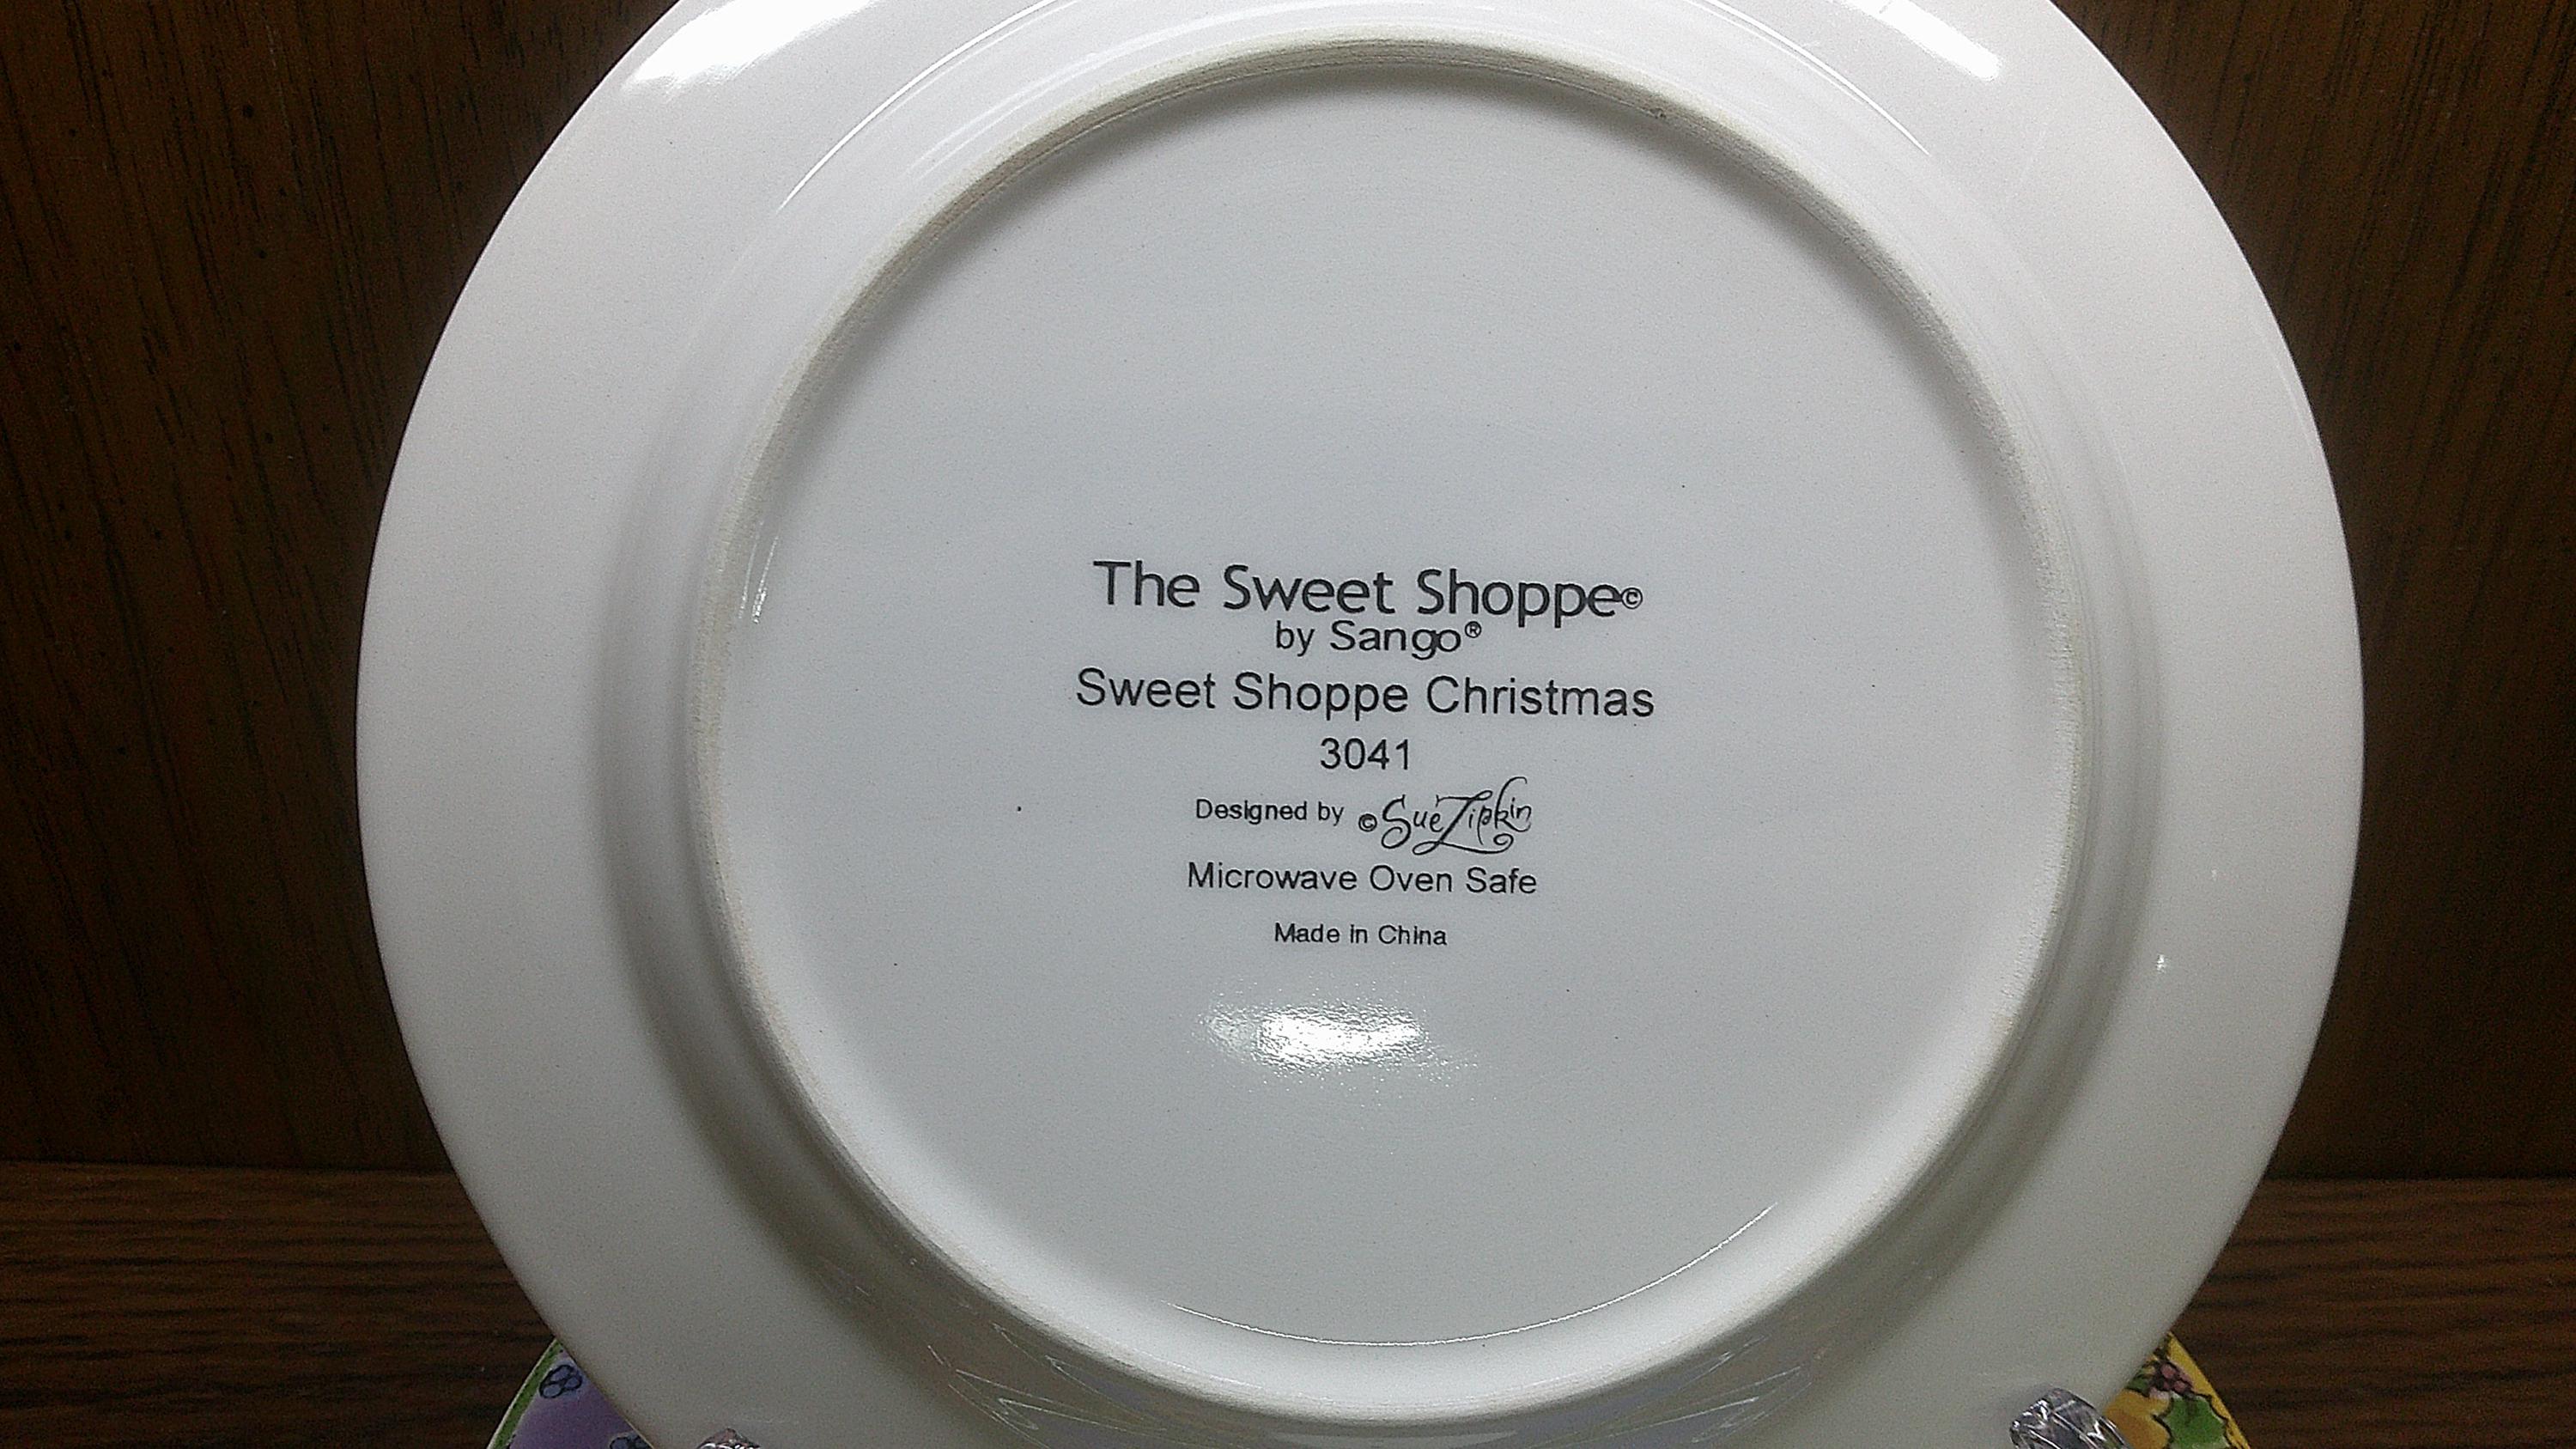 The Sweet Shoppe©
by Sango®
Sweet Shoppe Christmas
3041
Designed by ©Sue Zipkin
Microwave Oven Safe
Made in China